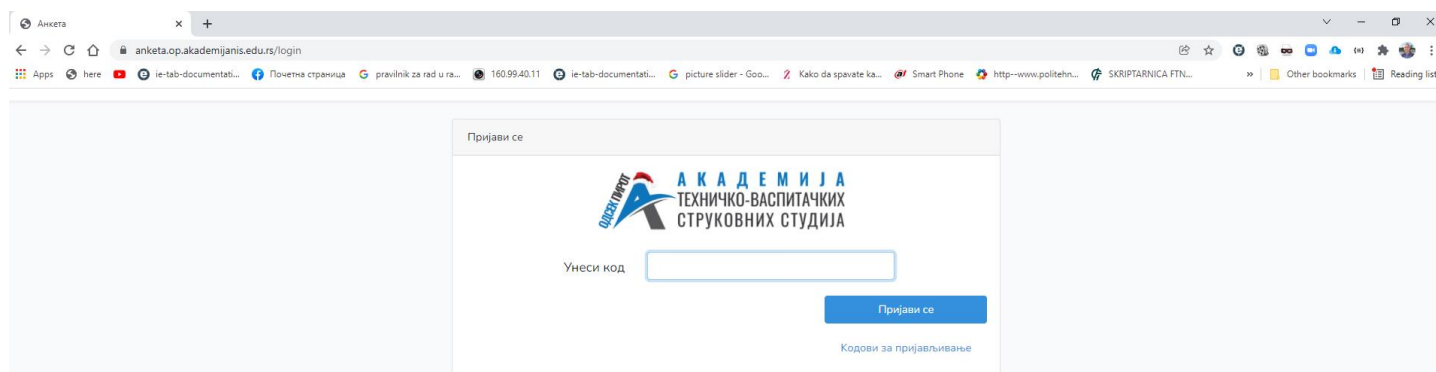 Анкета
anketa.op.akademijanis.edu.rs/login
Apps here ie-tab-documentati... Почетна страница pravilnik za rad u ra... 160.99.40.11 ie-tab-documentati... picture slider - Goo... Kako da spavate ka... Smart Phone http--www.politehn... SKRIPTARNICA FTN... » Other bookmarks Reading list
Пријави се
ОДСЕК ПИРОТ
АКАДЕМИЈА
ТЕХНИЧКО-ВАСПИТАЧКИХ
СТРУКОВНИХ СТУДИЈА
Унеси код
Пријави се
Кодови за пријављивање